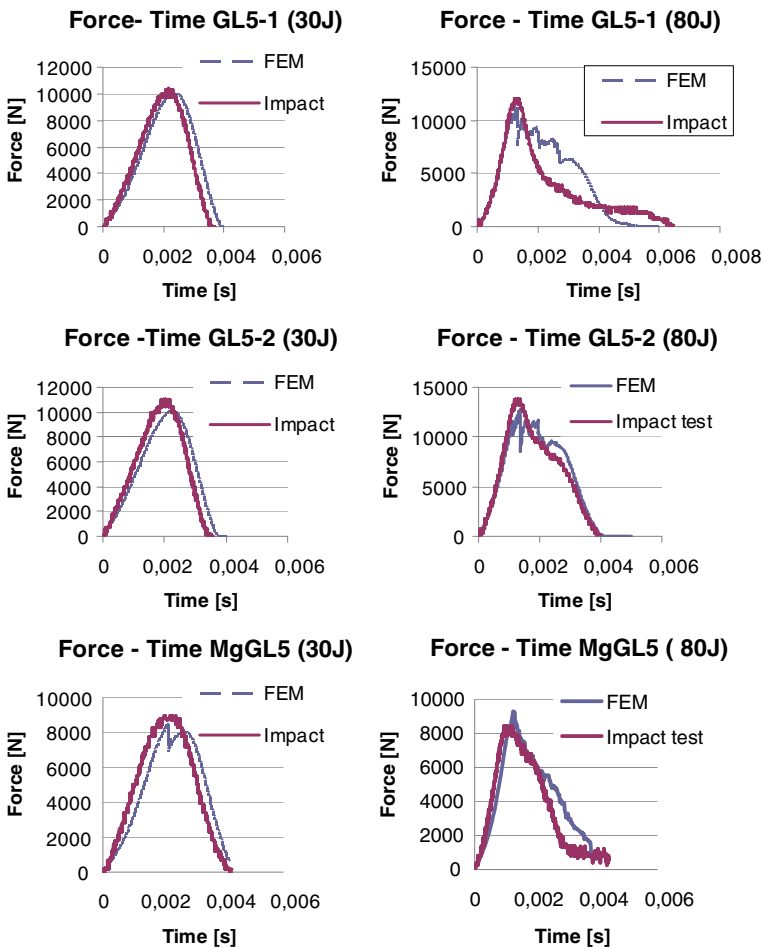 Force- Time GL5-1 (30J)
Force [N]
12000
10000
8000
6000
4000
2000
0
FEM
Impact
0 0,002 0,004 0,006
Time [s]
Force - Time GL5-1 (80J)
Force [N]
15000
10000
5000
0
FEM
Impact
0 0,002 0,004 0,006 0,008
Time [s]
Force -Time GL5-2 (30J)
Force [N]
12000
10000
8000
6000
4000
2000
0
FEM
Impact
0 0,002 0,004 0,006
Time [s]
Force - Time GL5-2 (80J)
Force [N]
15000
10000
5000
0
FEM
Impact test
0 0,002 0,004 0,006
Time [s]
Force - Time MgGL5 (30J)
Force [N]
10000
8000
6000
4000
2000
0
FEM
Impact
0 0,002 0,004 0,006
Time [s]
Force - Time MgGL5 ( 80J)
Force [N]
10000
8000
6000
4000
2000
0
FEM
Impact test
0 0,002 0,004 0,006
Time [s]